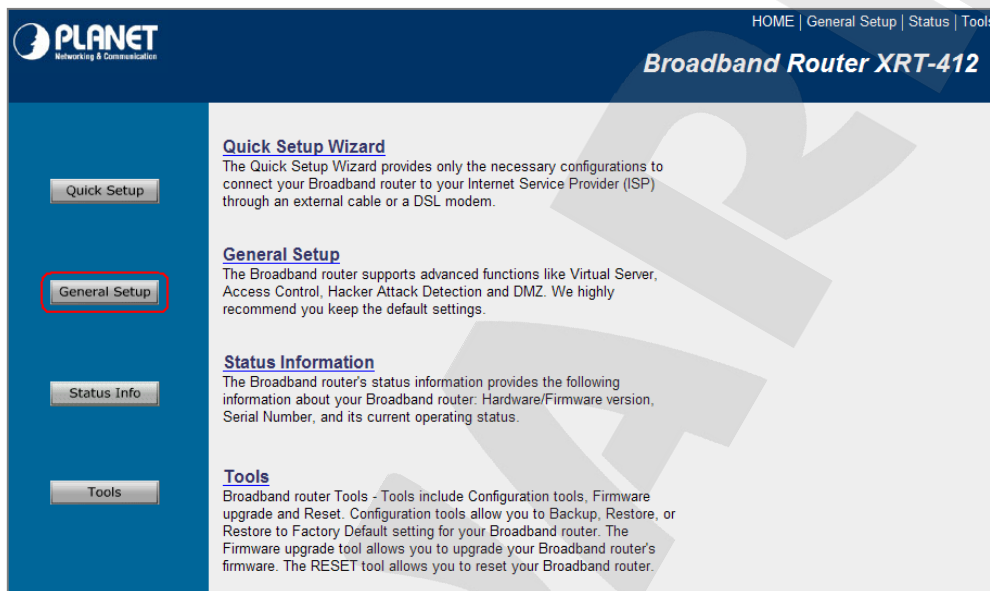 PLANET
Networking & Communication
HOME | General Setup | Status | Tools
Broadband Router XRT-412
Quick Setup
Quick Setup Wizard
The Quick Setup Wizard provides only the necessary configurations to
connect your Broadband router to your Internet Service Provider (ISP)
through an external cable or a DSL modem.
General Setup
General Setup
The Broadband router supports advanced functions like Virtual Server,
Access Control, Hacker Attack Detection and DMZ. We highly
recommend you keep the default settings.
Status Info
Status Information
The Broadband router's status information provides the following
information about your Broadband router: Hardware/Firmware version,
Serial Number, and its current operating status.
Tools
Tools
Broadband router Tools - Tools include Configuration tools, Firmware
upgrade and Reset. Configuration tools allow you to Backup, Restore, or
Restore to Factory Default setting for your Broadband router. The
Firmware upgrade tool allows you to upgrade your Broadband router's
firmware. The RESET tool allows you to reset your Broadband router.